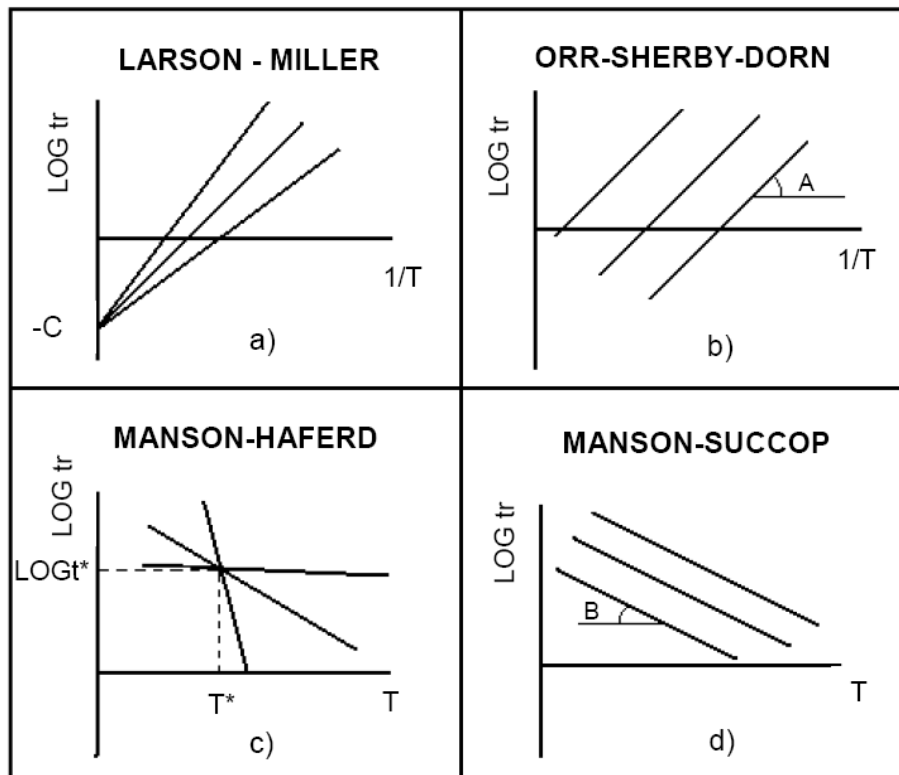 LARSON - MILLER
LOG tr
1/T
-C
a)
ORR-SHERBY-DORN
LOG tr
A
1/T
b)
MANSON-HAFERD
LOG tr
LOGt*
T*
T
c)
MANSON-SUCCOP
LOG tr
B
T
d)